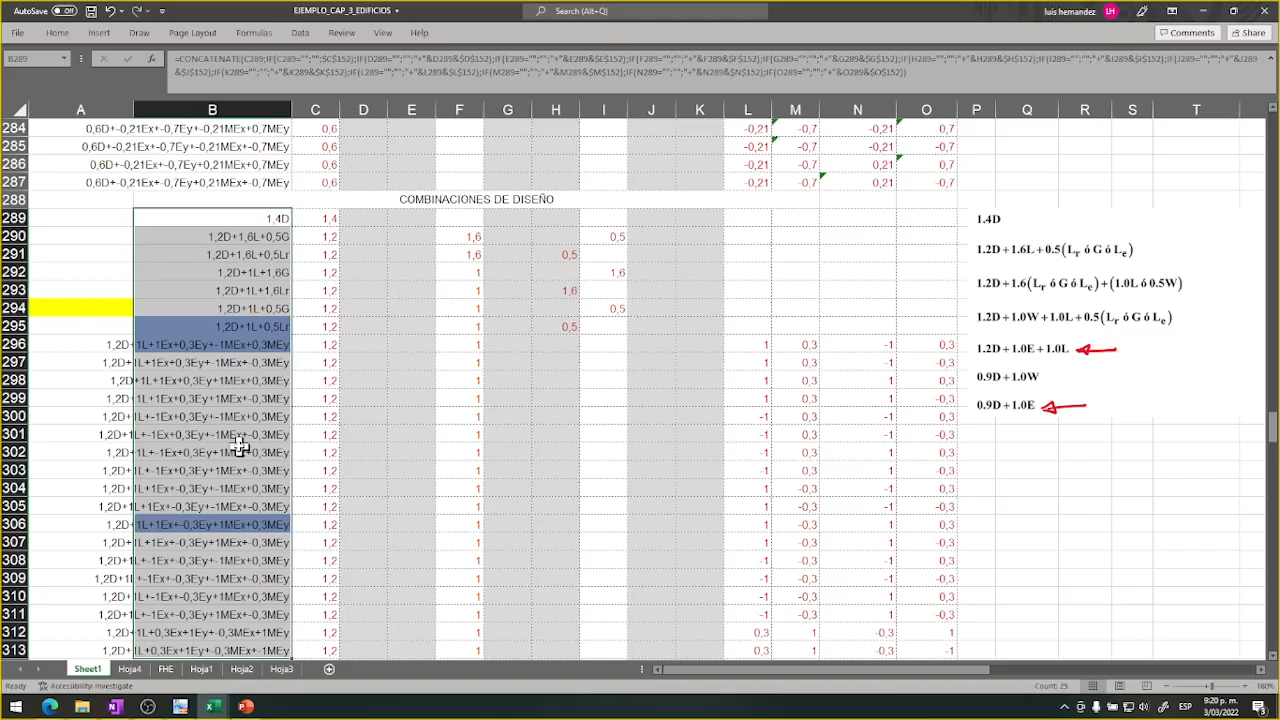 AutoSave Off EJEMPLO_CAP_3_EDIFICIOS Search (Alt+Q) luis hernandez LH
File Home Insert Draw Page Layout Formulas Data Review View Help Comments Share
B289 fx =CONCATENATE(C289;IF(C289="";"";$C$152);IF(D289="";"";"+"&D289&$D$152);IF(E289="";"";"+"&E289&$E$152);IF(F289="";"";"+"&F289&$F$152);IF(G289="";"";"+"&G289&$G$152);IF(H289="";"";"+"&H289&$H$152);IF(I289="";"";"+"&I289&$I$152);IF(J289="";"";"+"&J289
A B C D E F G H I J K L M N O P Q R S T
284 0,6D+-0,21Ex+-0,7Ey+-0,21MEx+0,7MEy 0,6 -0,21 -0,7 -0,21 0,7
285 0,6D+-0,21Ex+-0,7Ey+-0,21MEx+-0,7MEy 0,6 -0,21 -0,7 -0,21 -0,7
286 0,6D+-0,21Ex+-0,7Ey+0,21MEx+0,7MEy 0,6 -0,21 -0,7 0,21 0,7
287 0,6D+-0,21Ex+-0,7Ey+0,21MEx+-0,7MEy 0,6 -0,21 -0,7 0,21 -0,7
288 COMBINACIONES DE DISEÑO
289 1,4D 1,4
290 1,2D+1,6L+0,5G 1,2 1,6 0,5
291 1,2D+1,6L+0,5Lr 1,2 1,6 0,5
292 1,2D+1L+1,6G 1,2 1 1,6
293 1,2D+1L+1,6Lr 1,2 1 1,6
294 1,2D+1L+0,5G 1,2 1 0,5
295 1,2D+1L+0,5Lr 1,2 1 0,5
296 1,2D+1L+1Ex+0,3Ey+-1MEx+0,3MEy 1,2 1 1 0,3 -1 0,3
297 1,2D+1L+1Ex+0,3Ey+-1MEx+-0,3MEy 1,2 1 1 0,3 -1 -0,3
298 1,2D+1L+1Ex+0,3Ey+1MEx+0,3MEy 1,2 1 1 0,3 1 0,3
299 1,2D+1L+1Ex+0,3Ey+1MEx+-0,3MEy 1,2 1 1 0,3 1 -0,3
300 1,2D+1L+-1Ex+0,3Ey+-1MEx+0,3MEy 1,2 1 -1 0,3 -1 0,3
301 1,2D+1L+-1Ex+0,3Ey+-1MEx+-0,3MEy 1,2 1 -1 0,3 -1 -0,3
302 1,2D+1L+-1Ex+0,3Ey+1MEx+0,3MEy 1,2 1 -1 0,3 1 0,3
303 1,2D+1L+-1Ex+0,3Ey+1MEx+-0,3MEy 1,2 1 -1 0,3 1 -0,3
304 1,2D+1L+1Ex+-0,3Ey+-1MEx+0,3MEy 1,2 1 1 -0,3 -1 0,3
305 1,2D+1L+1Ex+-0,3Ey+-1MEx+-0,3MEy 1,2 1 1 -0,3 -1 -0,3
306 1,2D+1L+1Ex+-0,3Ey+1MEx+0,3MEy 1,2 1 1 -0,3 1 0,3
307 1,2D+1L+1Ex+-0,3Ey+1MEx+-0,3MEy 1,2 1 1 -0,3 1 -0,3
308 1,2D+1L+-1Ex+-0,3Ey+-1MEx+0,3MEy 1,2 1 -1 -0,3 -1 0,3
309 1,2D+1L+-1Ex+-0,3Ey+-1MEx+-0,3MEy 1,2 1 -1 -0,3 -1 -0,3
310 1,2D+1L+-1Ex+-0,3Ey+1MEx+0,3MEy 1,2 1 -1 -0,3 1 0,3
311 1,2D+1L+-1Ex+-0,3Ey+1MEx+-0,3MEy 1,2 1 -1 -0,3 1 -0,3
312 1,2D+1L+0,3Ex+1Ey+-0,3MEx+1MEy 1,2 1 0,3 1 -0,3 1
313 1,2D+1L+0,3Ex+1Ey+-0,3MEx+-1MEy 1,2 1 0,3 1 -0,3 -1
1.4D
1.2D+1.6L+0.5(Lr ó G ó Le)
1.2D+1.6(Lr ó G ó Le)+(1.0L ó 0.5W)
1.2D+1.0W+1.0L+0.5(Lr ó G ó Le)
1.2D+1.0E+1.0L
0.9D+1.0W
0.9D+1.0E
Sheet1 Hoja4 FHE Hoja1 Hoja2 Hoja3
Ready Accessibility: Investigate Count: 25 160%
ESP 9:20 p. m.
3/03/2022 3